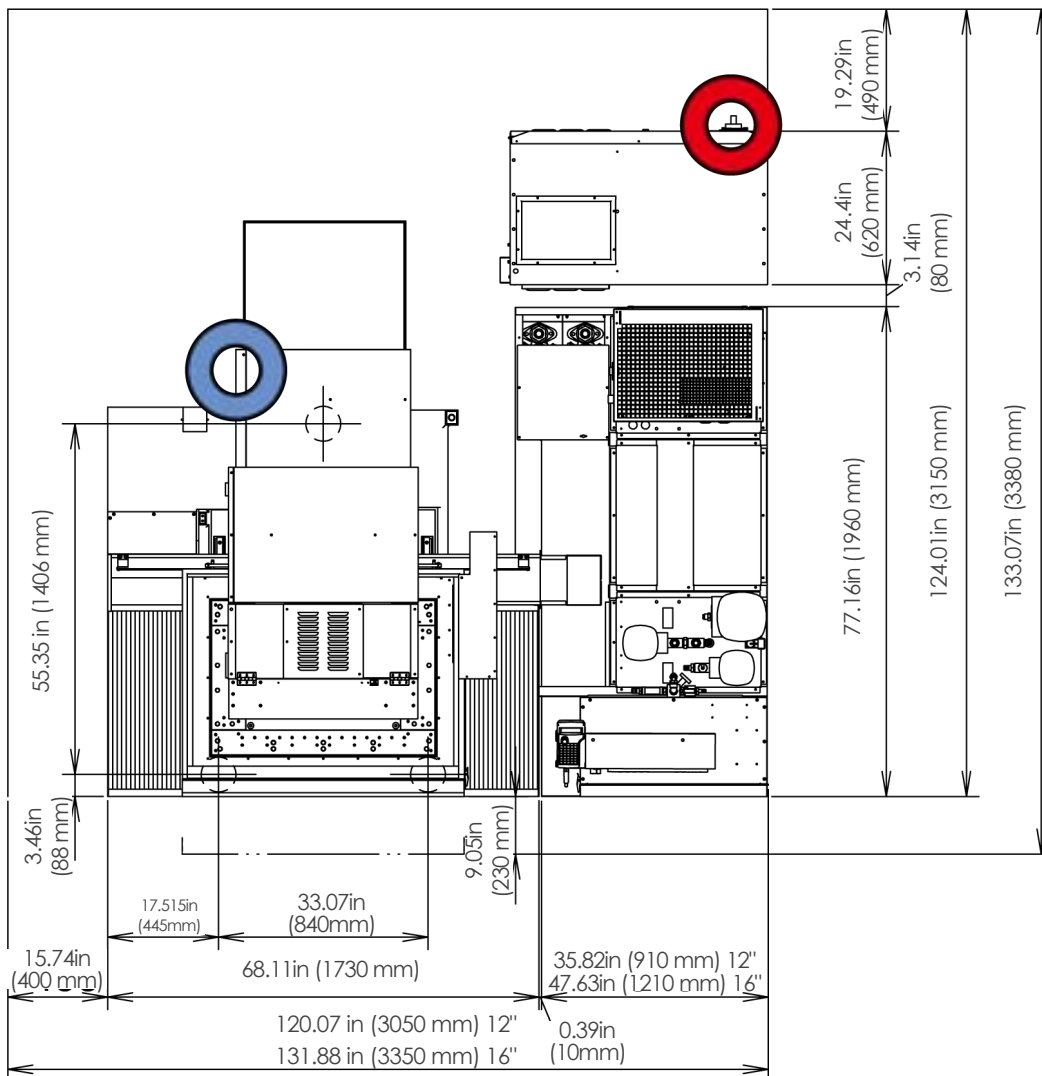 19.29in
(490 mm)
24.4in
(620 mm)
3.14in
(80 mm)
77.16in (1960 mm)
124.01in (3150 mm)
133.07in (3380 mm)
55.35 in (1406 mm)
3.46in
(88 mm)
9.05in
(230 mm)
17.515in
(445mm)
33.07in
(840mm)
15.74in
(400 mm)
68.11in (1730 mm)
35.82in (910 mm) 12"
47.63in (1210 mm) 16"
120.07 in (3050 mm) 12"
131.88 in (3350 mm) 16"
0.39in
(10mm)